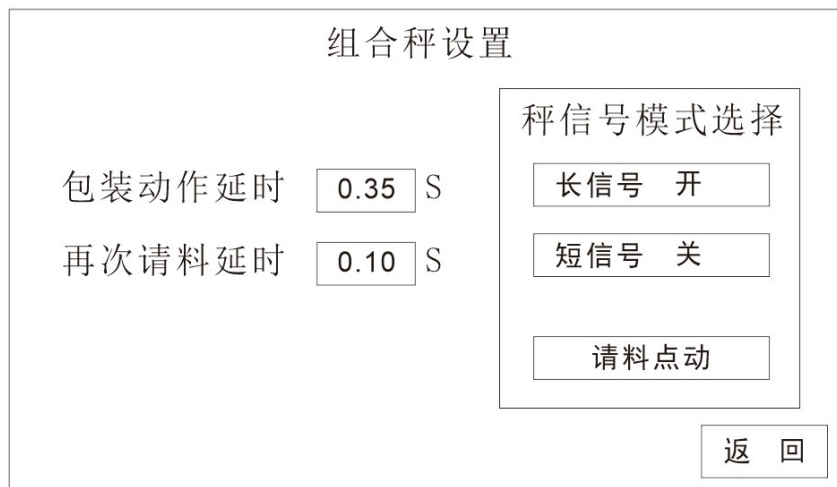 组合秤设置
包装动作延时 0.35 S
再次请料延时 0.10 S
秤信号模式选择
长信号 开
短信号 关
请料点动
返 回